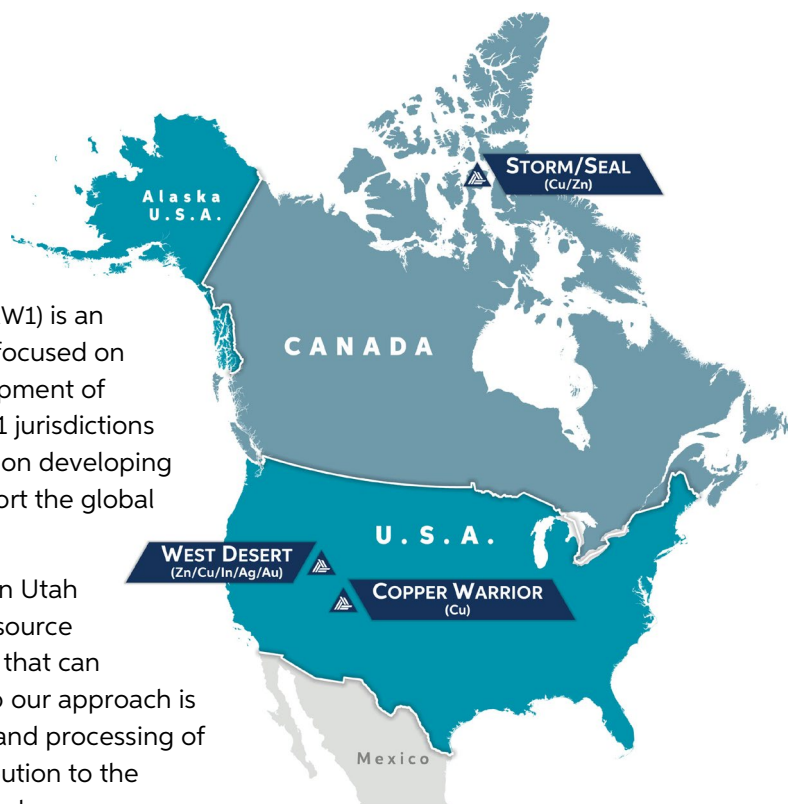 Alaska
U.S.A.
STORM/SEAL
(Cu/Zn)
CANADA
W1) is an
focused on
pment of
1 jurisdictions
on developing
ort the global
U.S.A.
WEST DESERT
(Zn/Cu/In/Ag/Au)
COPPER WARRIOR
(Cu)
n Utah
source
that can
o our approach is
and processing of
ution to the
Mexico